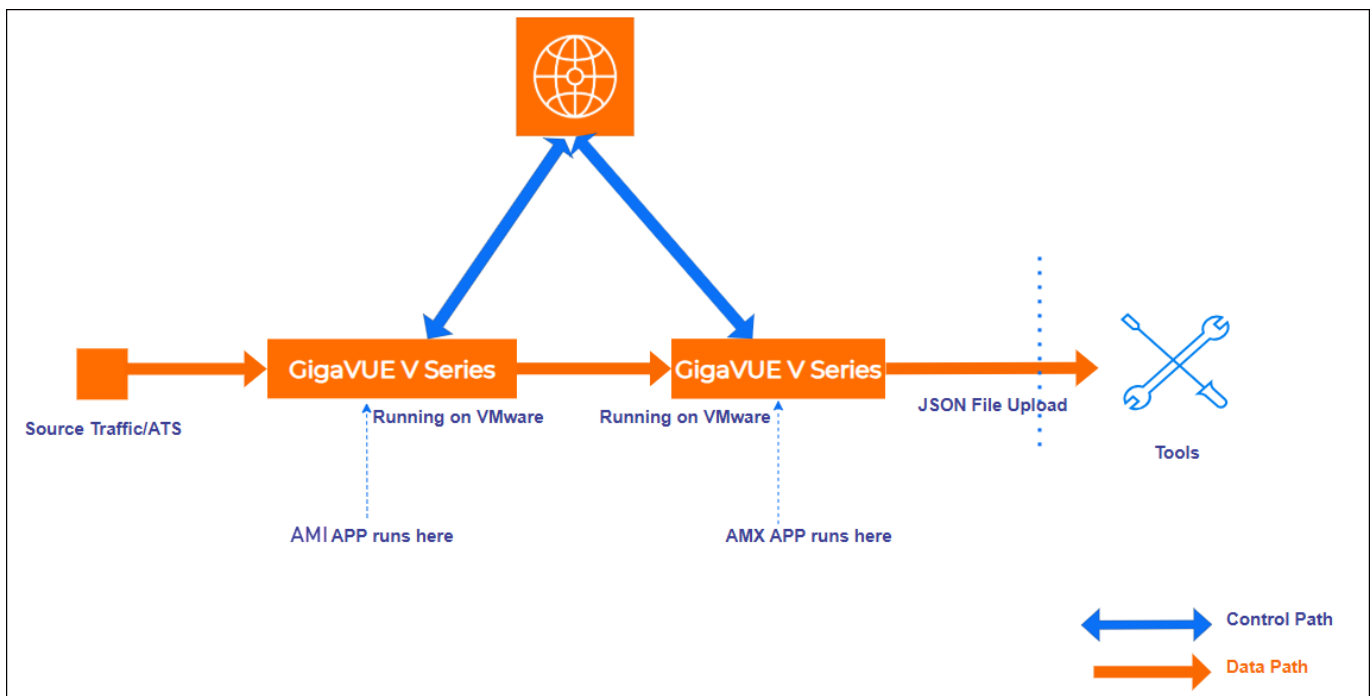 GigaVUE V Series
GigaVUE V Series
Running on VMware
Running on VMware
JSON File Upload
Source Traffic/ATS
Tools
AMI APP runs here
AMX APP runs here
Control Path
Data Path